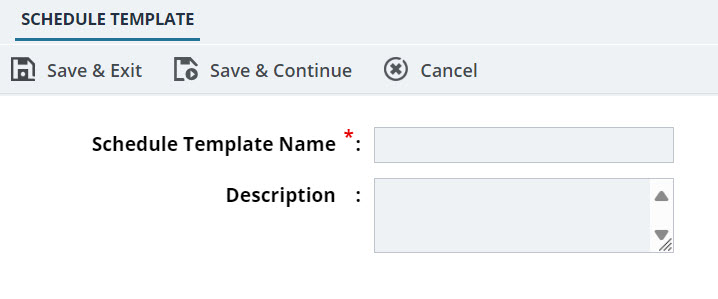 SCHEDULE TEMPLATE
Save & Exit Save & Continue Cancel
Schedule Template Name * :
Description :